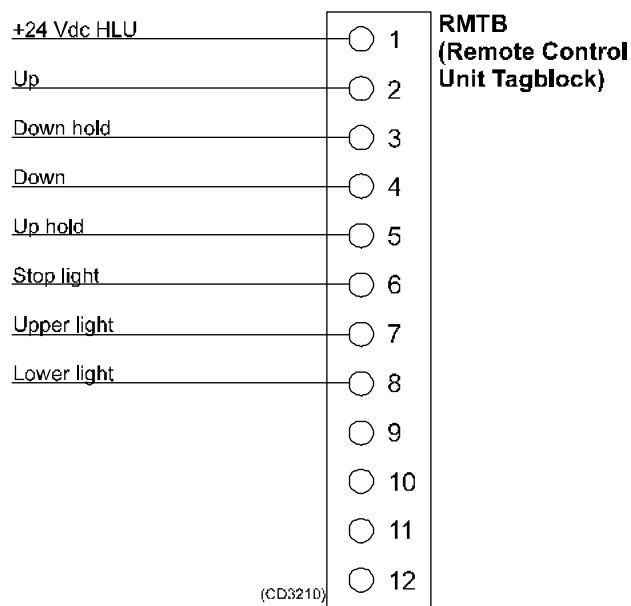 +24 Vdc HLU
1
RMTB
(Remote Control
Unit Tagblock)
Up
2
Down hold
3
Down
4
Up hold
5
Stop light
6
Upper light
7
Lower light
8
9
10
11
12
(CD3210)